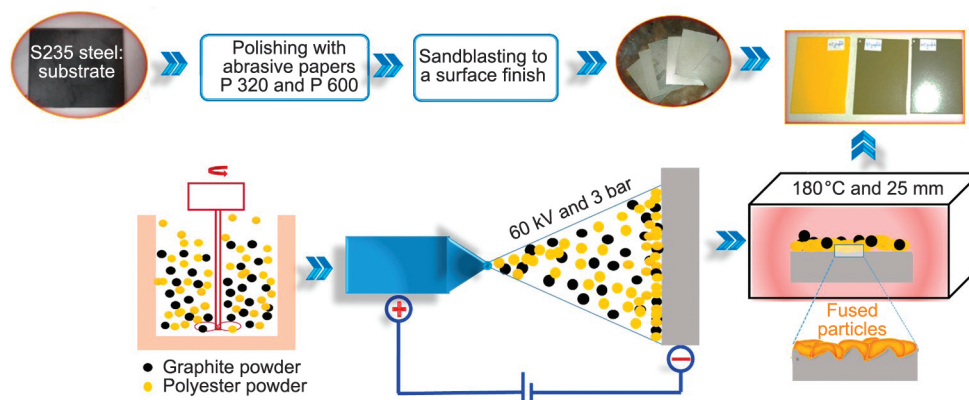 S235 steel:
substrate
Polishing with
abrasive papers
P 320 and P 600
Sandblasting to
a surface finish
60 kV and 3 bar
180°C and 25 mm
+
−
Fused
particles
Graphite powder
Polyester powder